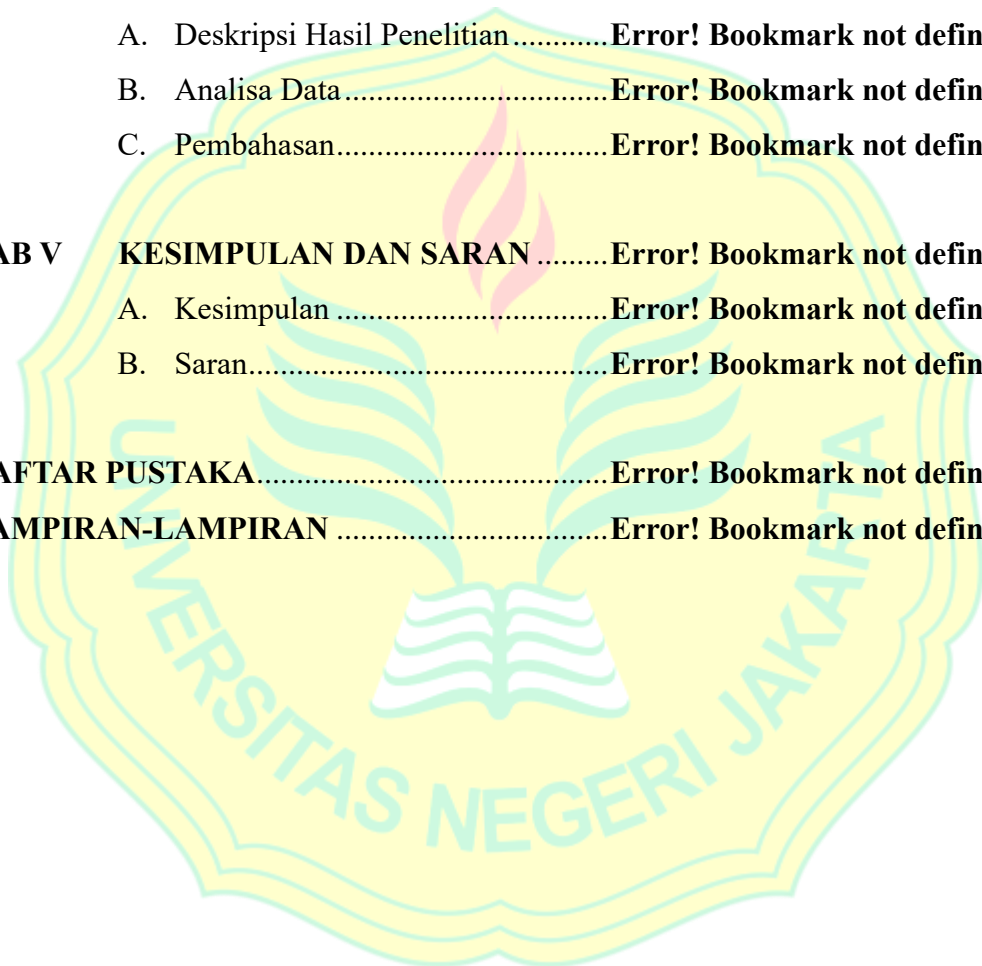 A. Deskripsi Hasil Penelitian............Error! Bookmark not defin
B. Analisa Data.................................Error! Bookmark not defin
C. Pembahasan..................................Error! Bookmark not defin
AB V KESIMPULAN DAN SARAN.........Error! Bookmark not defin
A. Kesimpulan ..................................Error! Bookmark not defin
B. Saran.............................................Error! Bookmark not defin
AFTAR PUSTAKA............................................Error! Bookmark not defin
AMPIRAN-LAMPIRAN ..................................Error! Bookmark not defin
UNIVERSITAS NEGERI JAKARTA